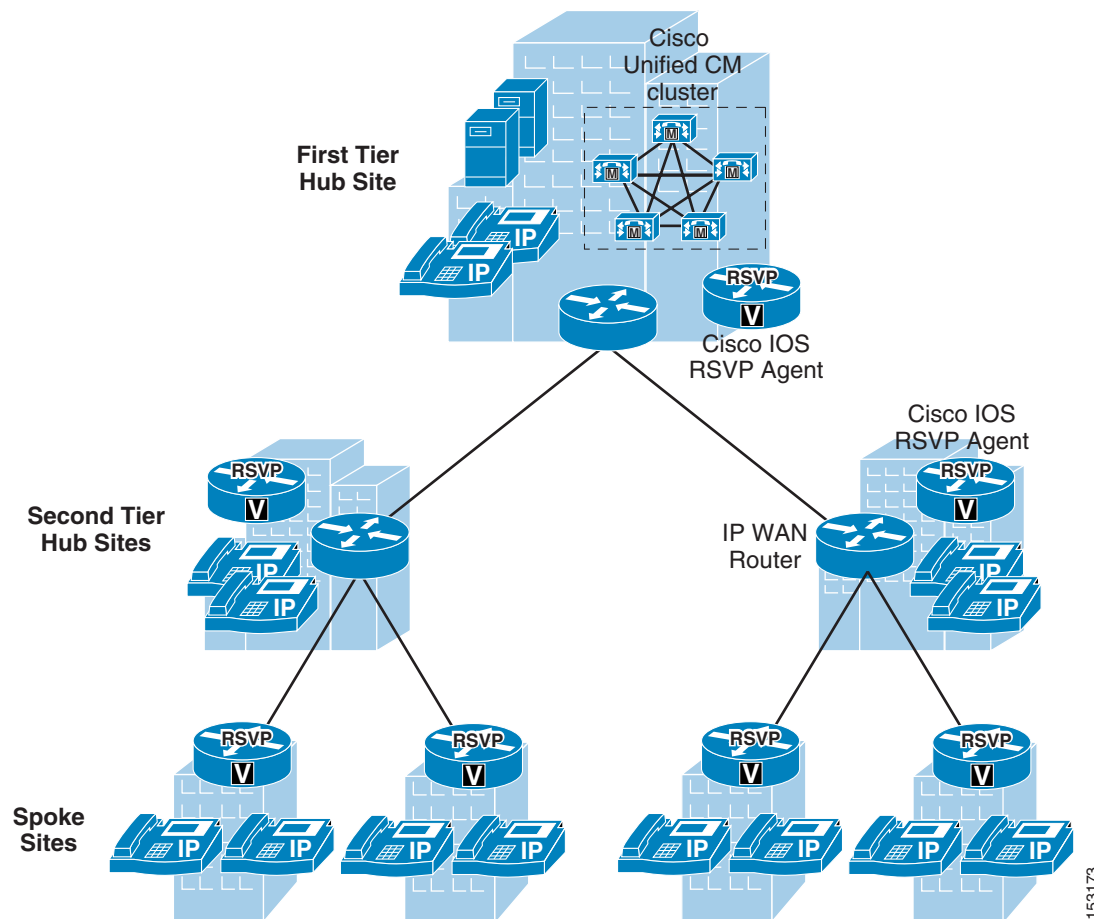 Cisco
Unified CM
cluster
M
First Tier
Hub Site
M
M
M
M
IP
IP
RSVP
V
Cisco IOS
RSVP Agent
Cisco IOS
RSVP Agent
RSVP
V
RSVP
V
Second Tier
Hub Sites
IP WAN
Router
IP
IP
IP
IP
RSVP
V
RSVP
V
RSVP
V
RSVP
V
Spoke
Sites
IP
IP
IP
IP
IP
IP
IP
IP
153173